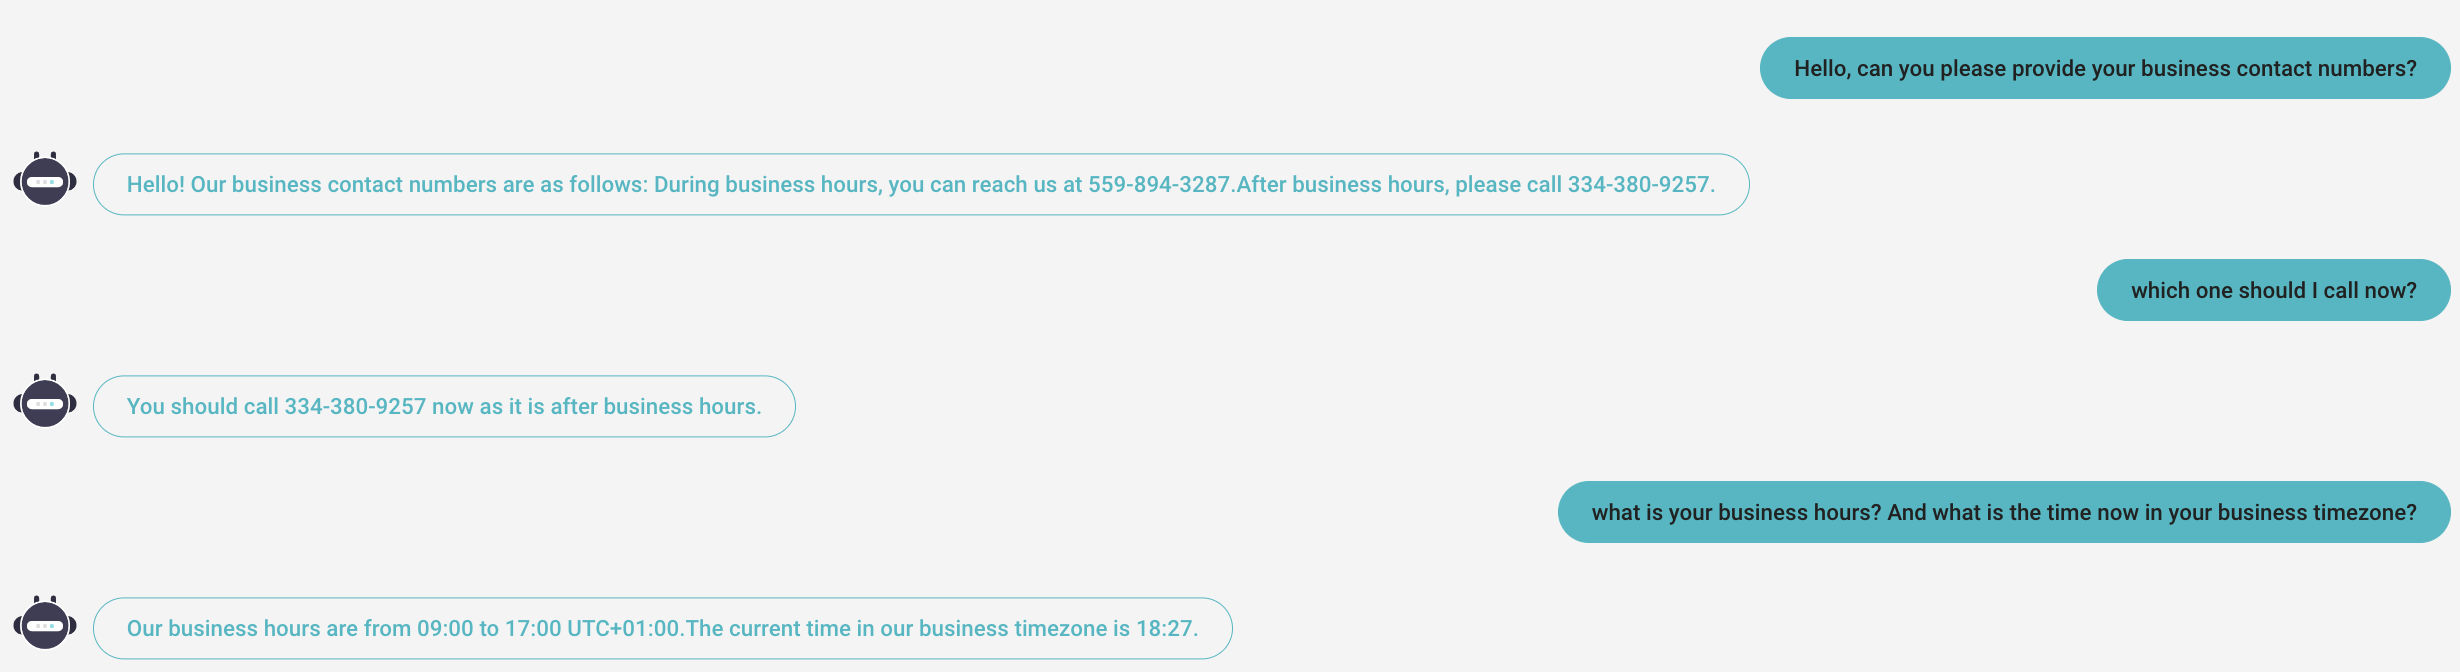 Hello, can you please provide your business contact numbers?
Hello! Our business contact numbers are as follows: During business hours, you can reach us at 559-894-3287.After business hours, please call 334-380-9257.
which one should I call now?
You should call 334-380-9257 now as it is after business hours.
what is your business hours? And what is the time now in your business timezone?
Our business hours are from 09:00 to 17:00 UTC+01:00.The current time in our business timezone is 18:27.